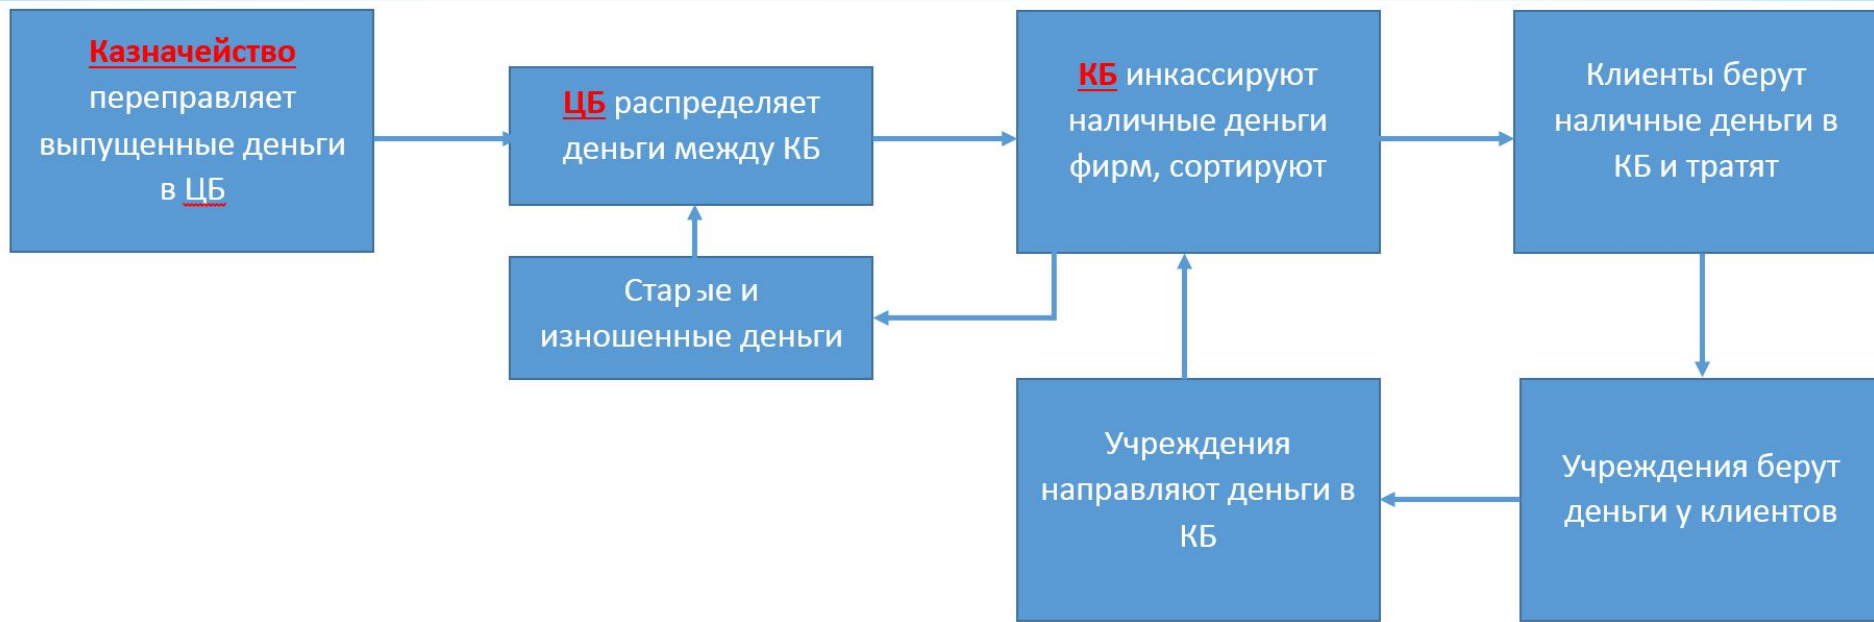 Казначейство
переправляет
выпущенные деньги
в ЦБ
ЦБ распределяет
деньги между КБ
Старые и
изношенные деньги
КБ инкассируют
наличные деньги
фирм, сортируют
Клиенты берут
наличные деньги в
КБ и тратят
Учреждения берут
деньги у клиентов
Учреждения
направляют деньги в
КБ